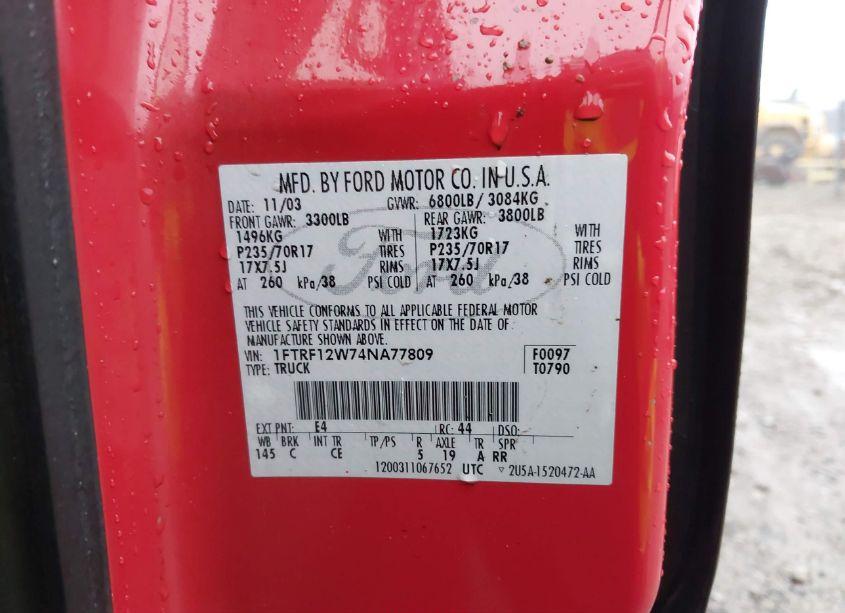 MFD. BY FORD MOTOR CO. IN U.S.A.
DATE: 11/03 GVWR: 6800LB/ 3084KG
FRONT GAWR: 3300LB REAR GAWR: 3800LB
1496KG WITH 1723KG WITH
P235/70R17 TIRES P235/70R17 TIRES
17X7.5J RIMS 17X7.5J RIMS
AT 260 kPa/38 PSI COLD AT 260 kPa/38 PSI COLD
Ford
THIS VEHICLE CONFORMS TO ALL APPLICABLE FEDERAL MOTOR
VEHICLE SAFETY STANDARDS IN EFFECT ON THE DATE OF
MANUFACTURE SHOWN ABOVE.
VIN: 1FTRF12W74NA77809 F0097
TYPE: TRUCK T0790
EXT PNT: E4 RC: 44 DSO:
WB BRK INT TR TP/PS R AXLE TR SPR
145 C CE 5 19 A RR
1200311067652 UTC ▽ 2U5A-1520472-AA